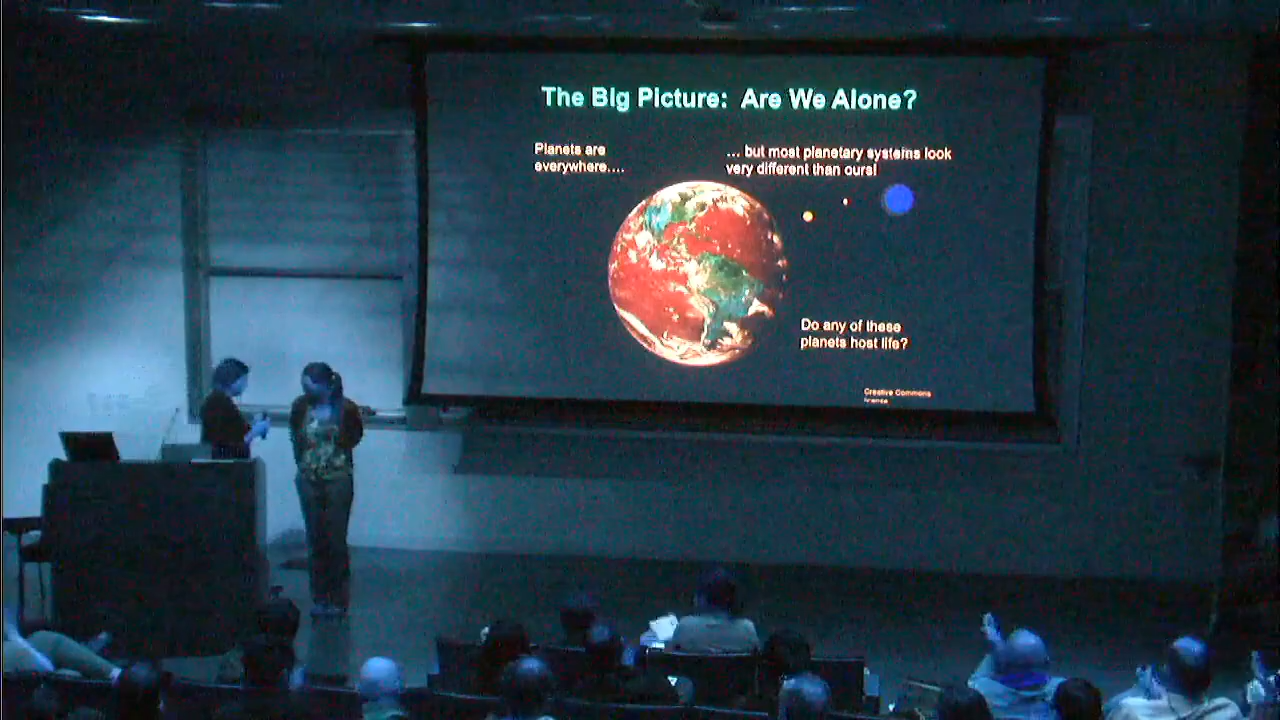 The Big Picture: Are We Alone?
Planets are
everywhere....
... but most planetary systems look
very different than ours!
Do any of these
planets host life?
Creative Commons
license